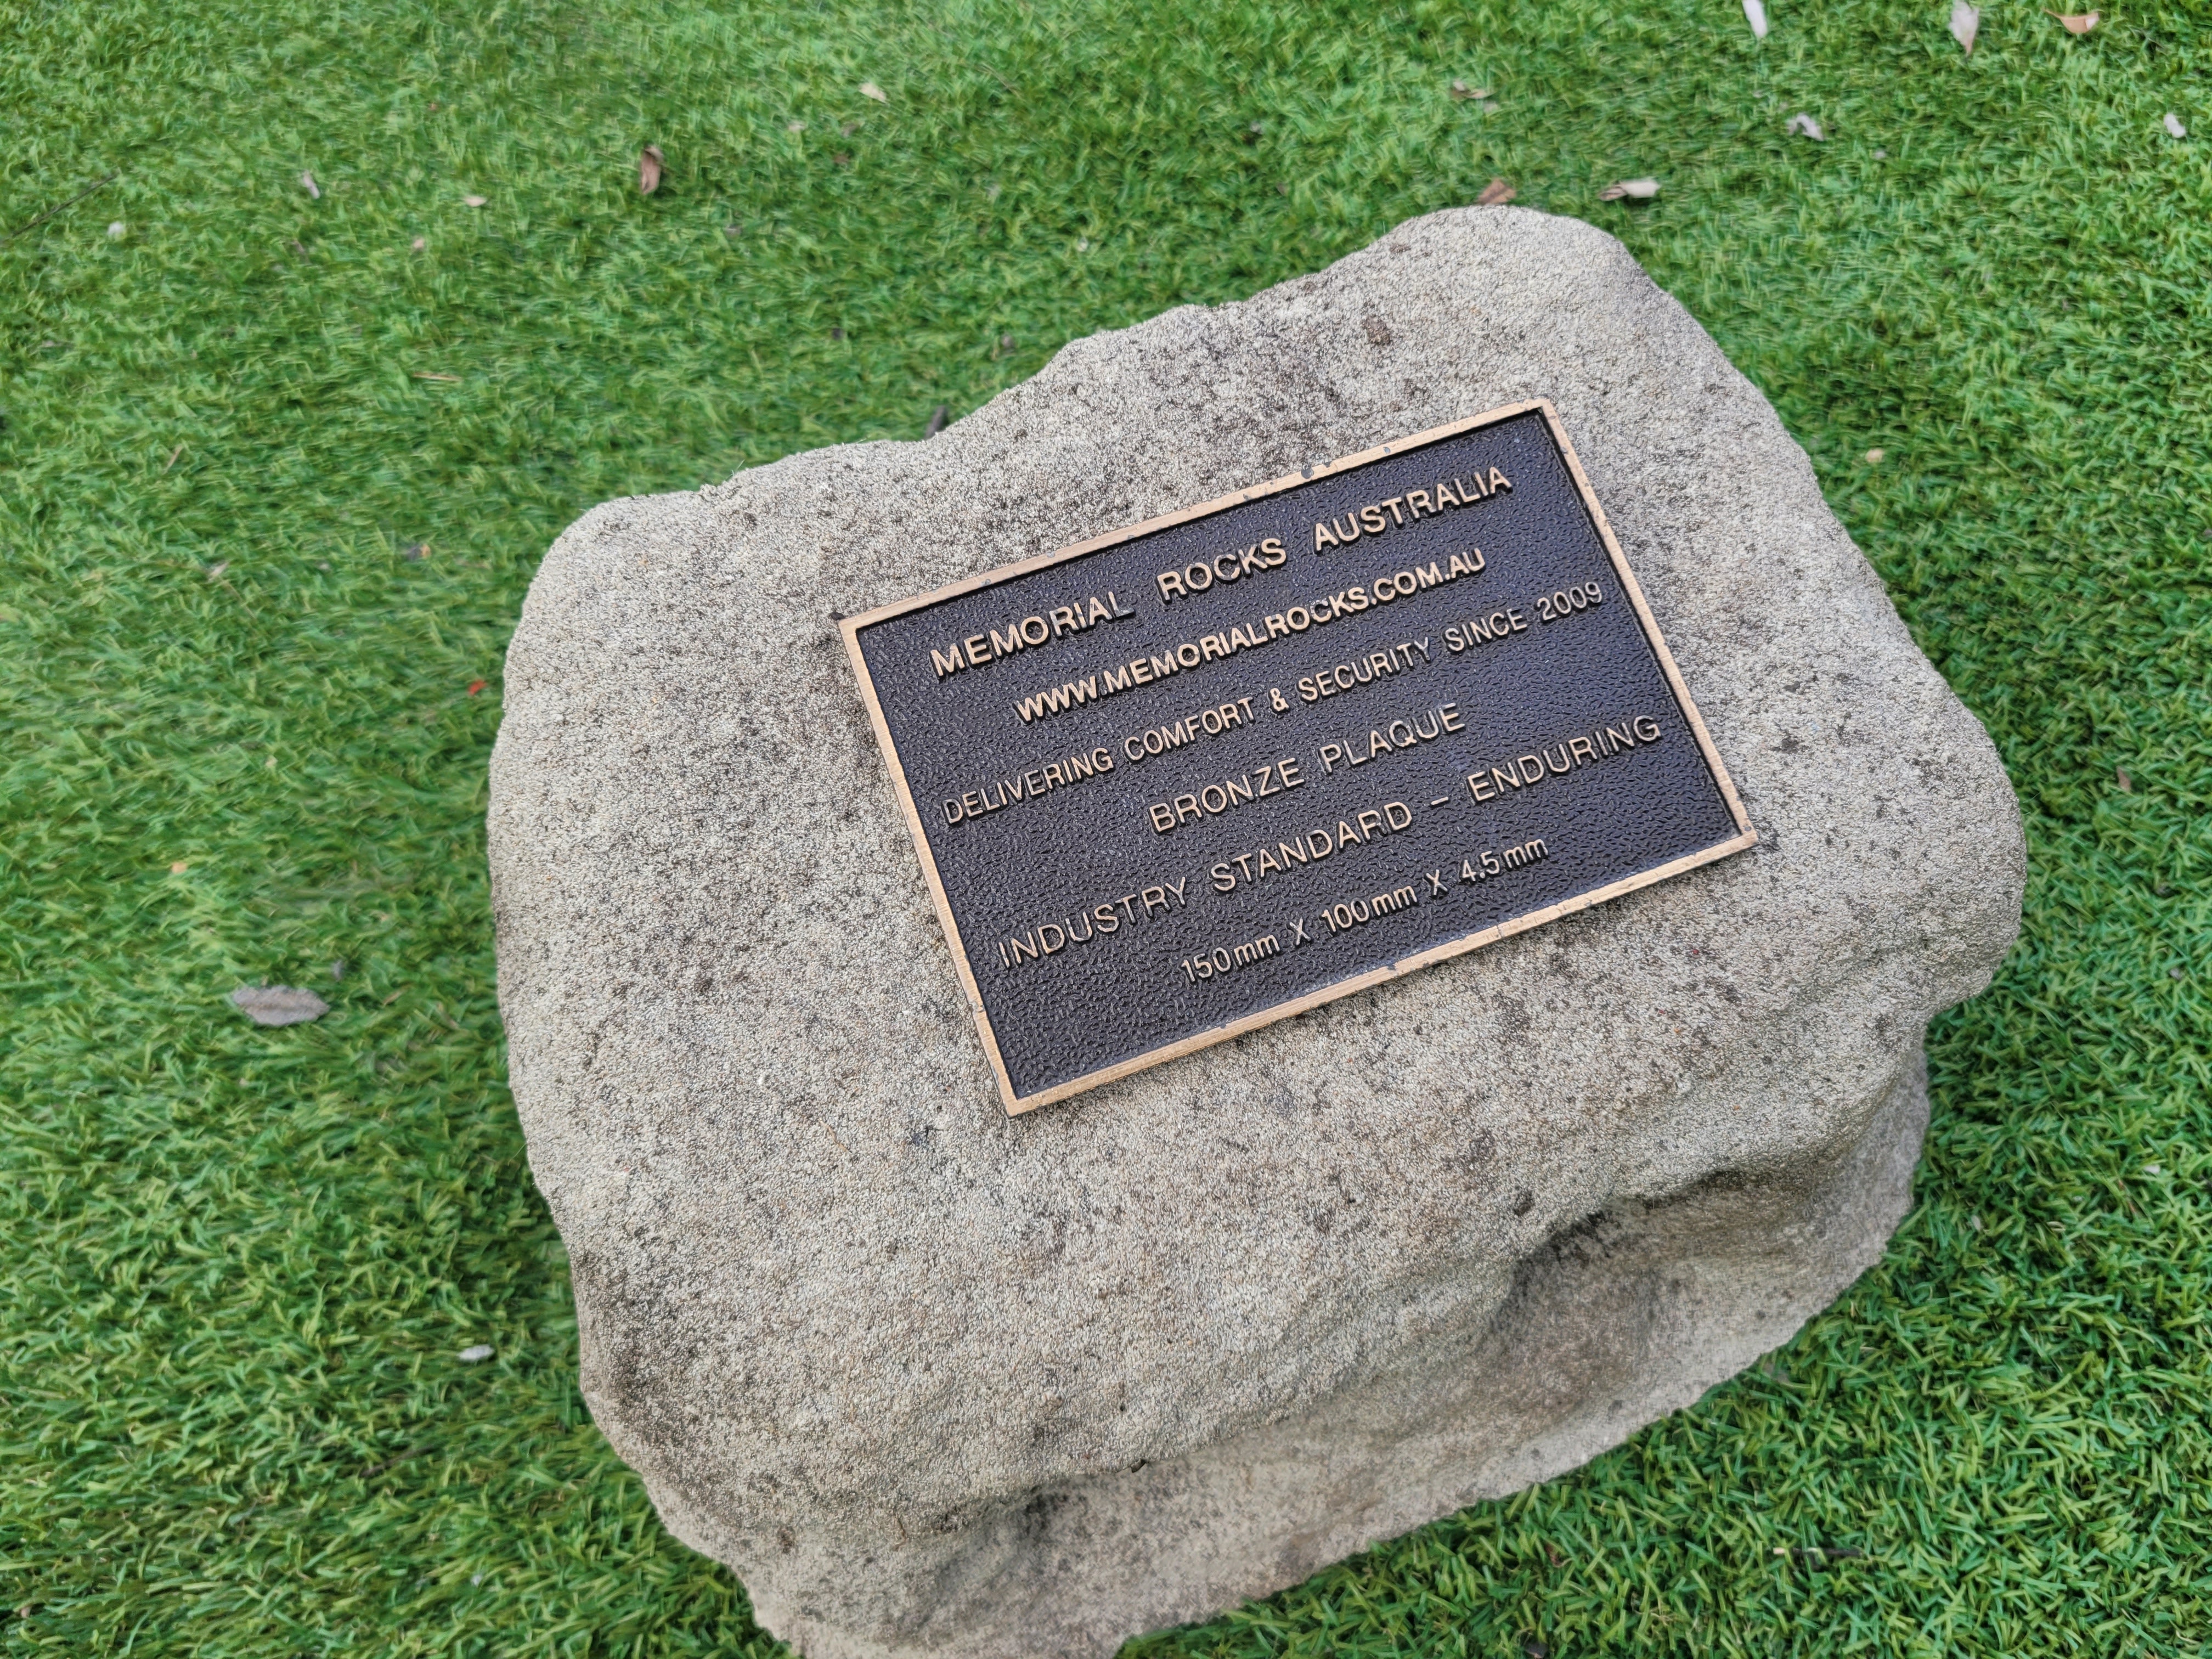 MEMORIAL ROCKS AUSTRALIA
WWW.MEMORIALROCKS.COM.AU
DELIVERING COMFORT & SECURITY SINCE 2009
BRONZE PLAQUE
INDUSTRY STANDARD - ENDURING
150mm X 100mm X 4.5mm